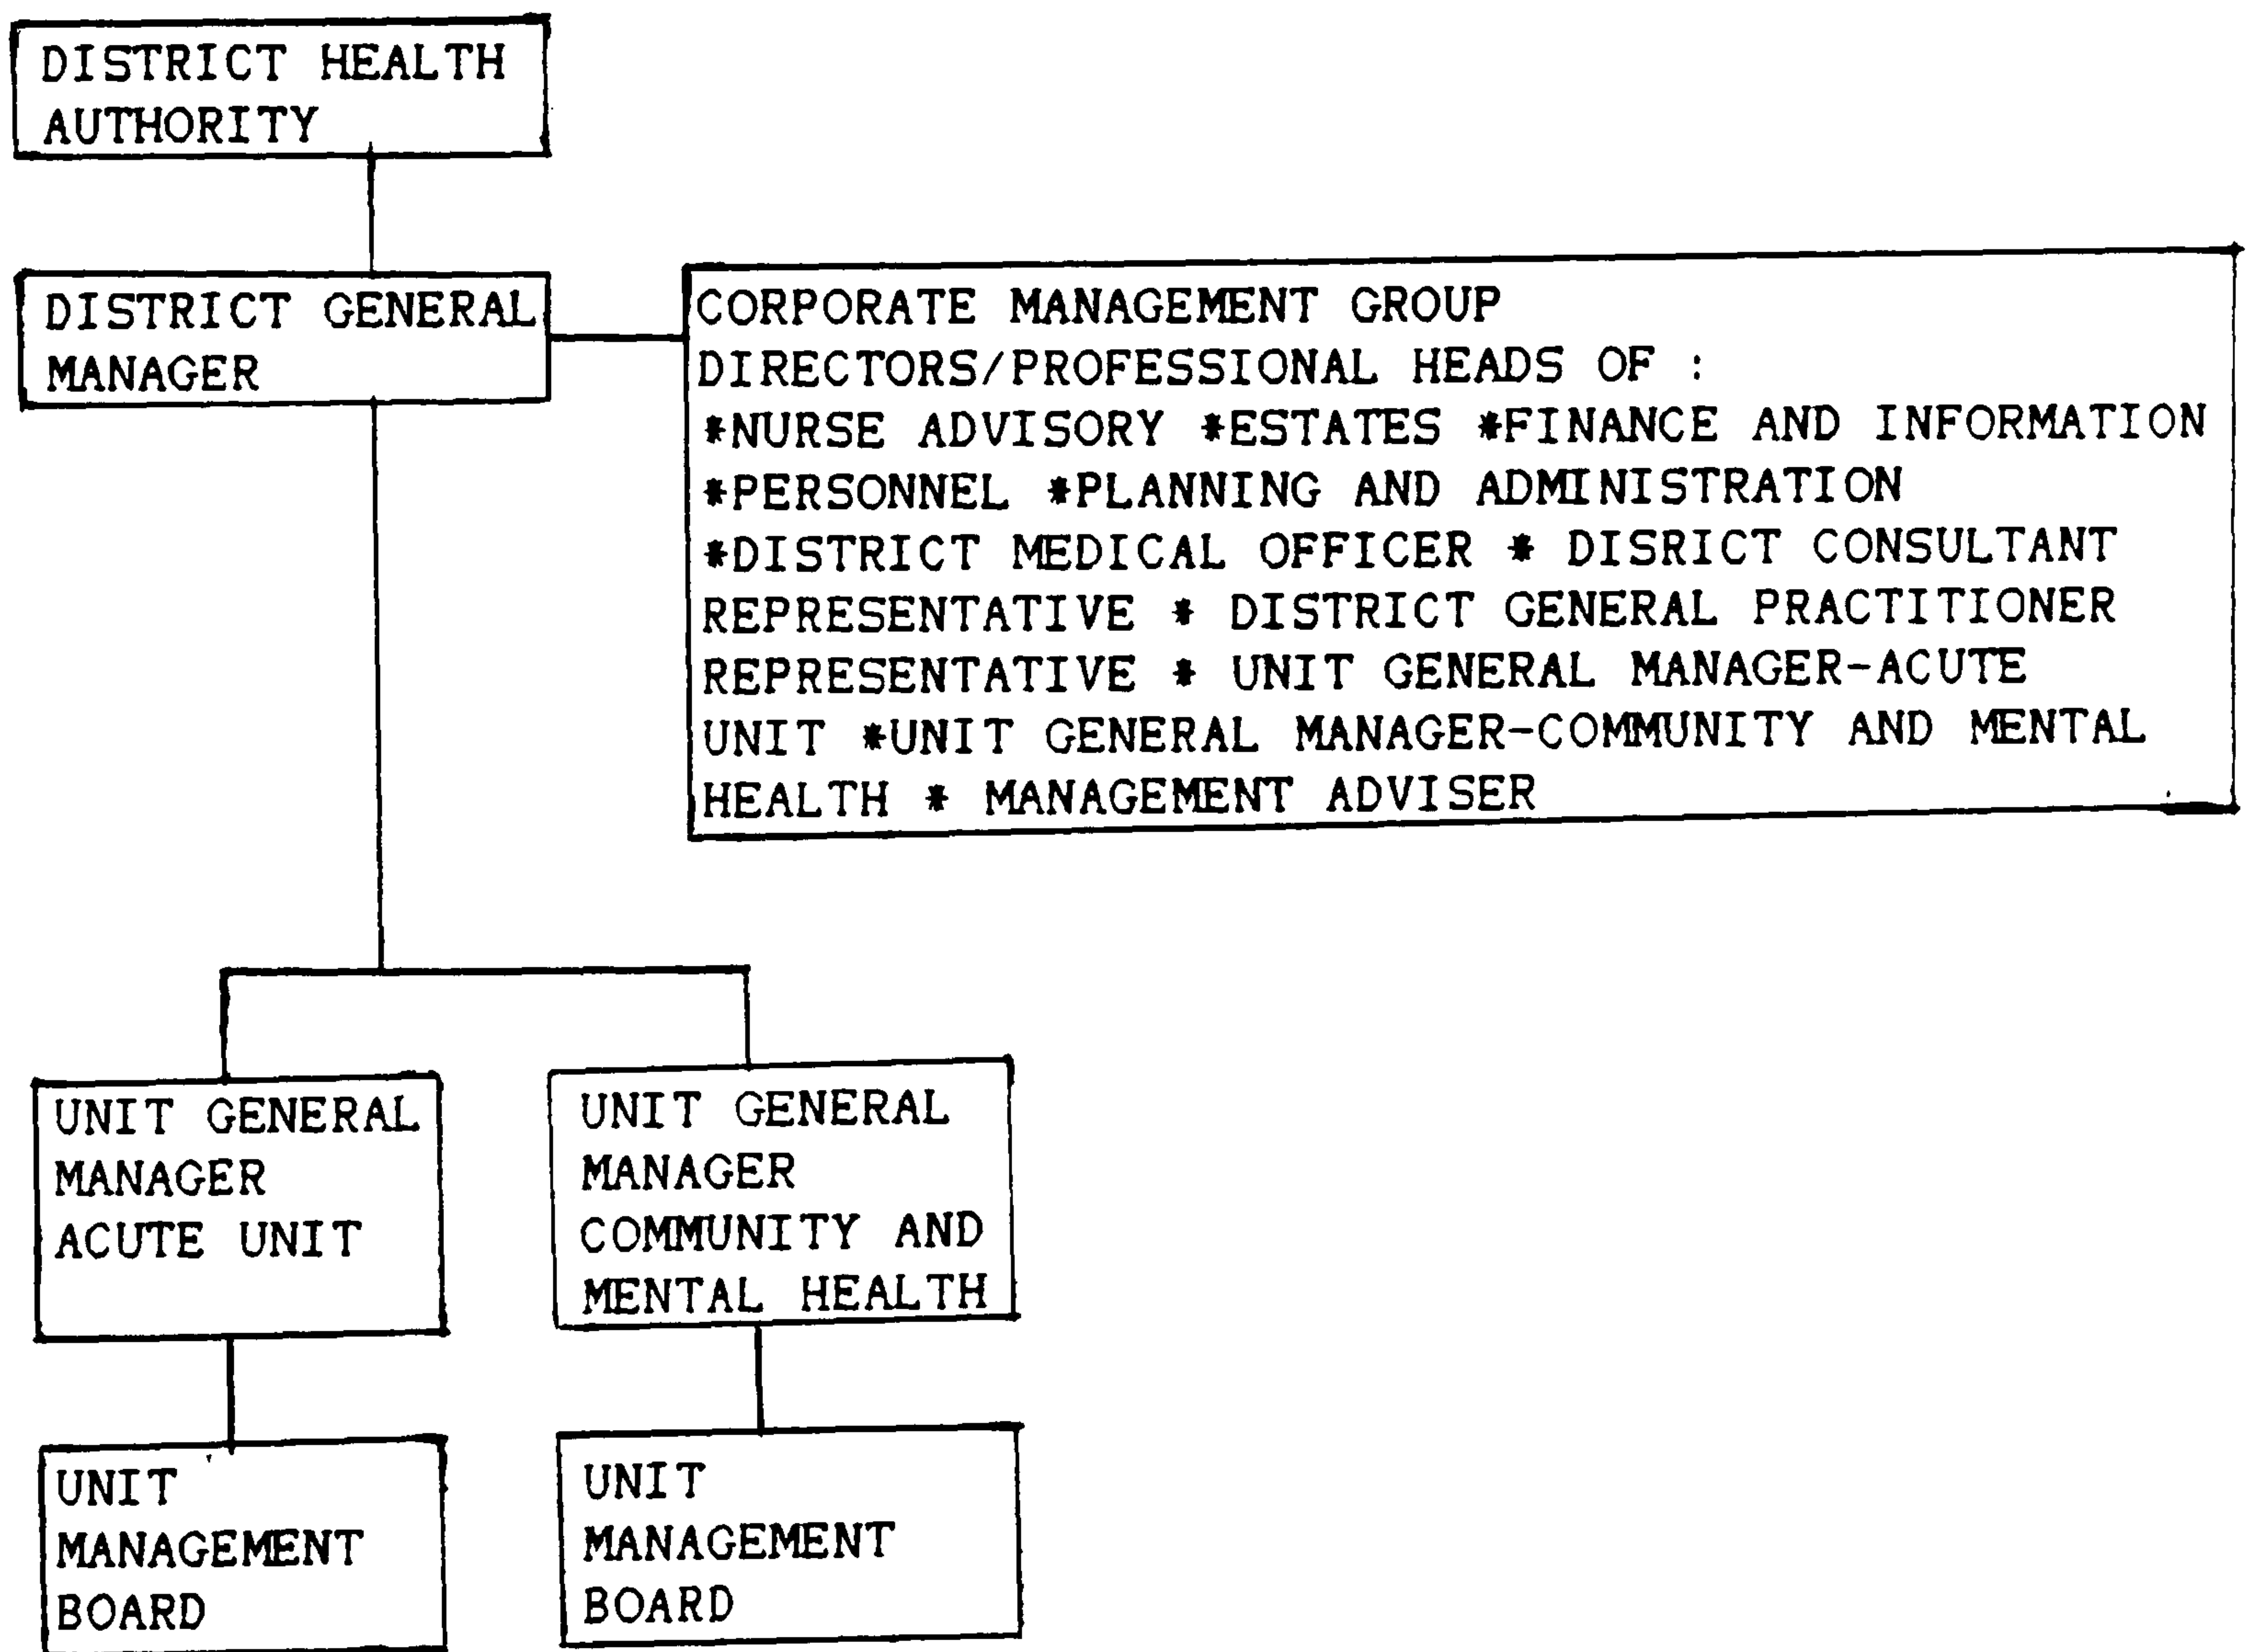 DISTRICT HEALTH
AUTHORITY
DISTRICT GENERAL
MANAGER
CORPORATE MANAGEMENT GROUP
DIRECTORS/PROFESSIONAL HEADS OF :
*NURSE ADVISORY *ESTATES *FINANCE AND INFORMATION
*PERSONNEL *PLANNING AND ADMINISTRATION
*DISTRICT MEDICAL OFFICER * DISRICT CONSULTANT
REPRESENTATIVE * DISTRICT GENERAL PRACTITIONER
REPRESENTATIVE * UNIT GENERAL MANAGER-ACUTE
UNIT *UNIT GENERAL MANAGER-COMMUNITY AND MENTAL
HEALTH * MANAGEMENT ADVISER
UNIT GENERAL
MANAGER
ACUTE UNIT
UNIT GENERAL
MANAGER
COMMUNITY AND
MENTAL HEALTH
UNIT
MANAGEMENT
BOARD
UNIT
MANAGEMENT
BOARD